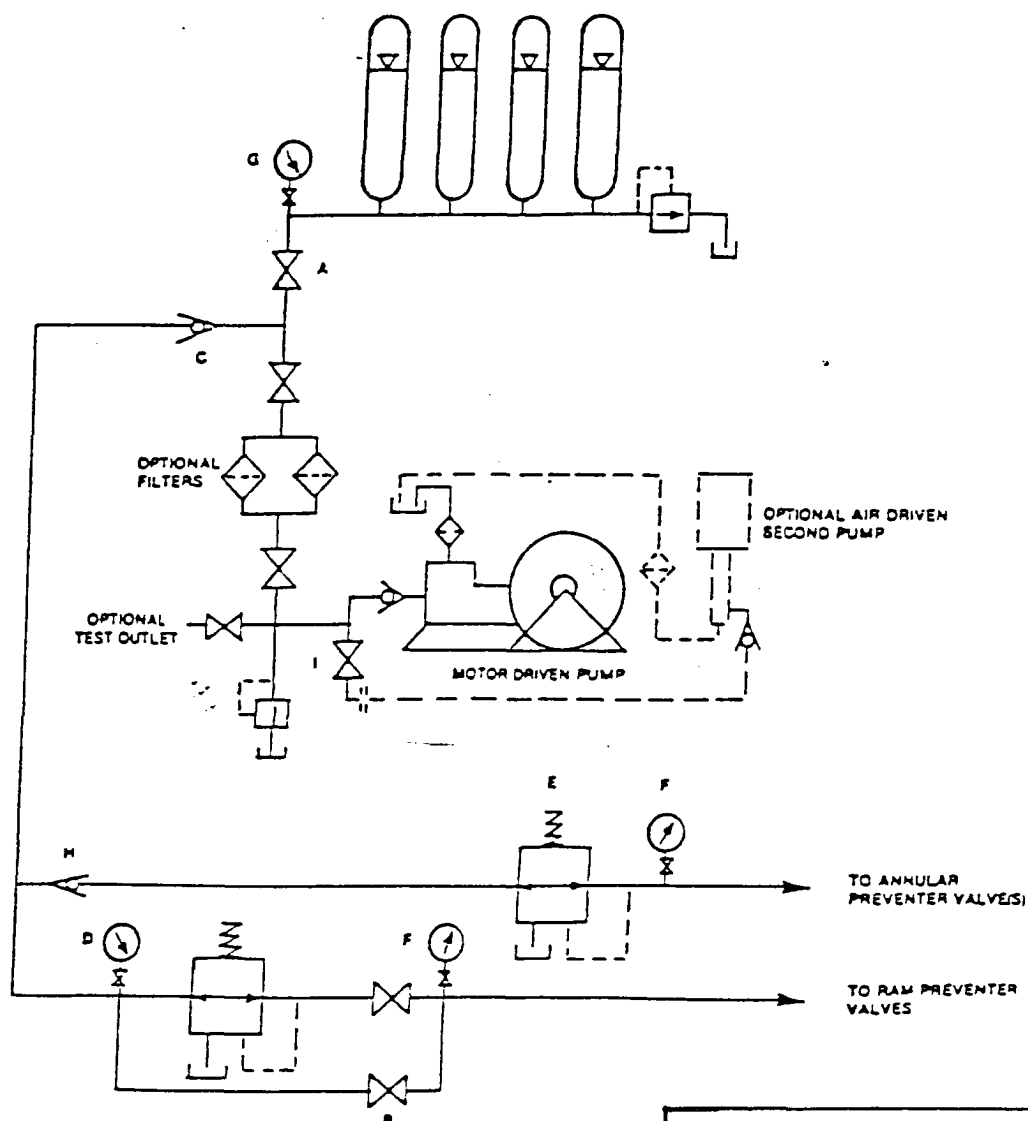 G
A
C
OPTIONAL
FILTERS
OPTIONAL AIR DRIVEN
SECOND PUMP
OPTIONAL
TEST OUTLET
I
MOTOR DRIVEN PUMP
E
F
H
TO ANNULAR
PREVENTER VALVE(S)
D
F
TO RAM PREVENTER
VALVES